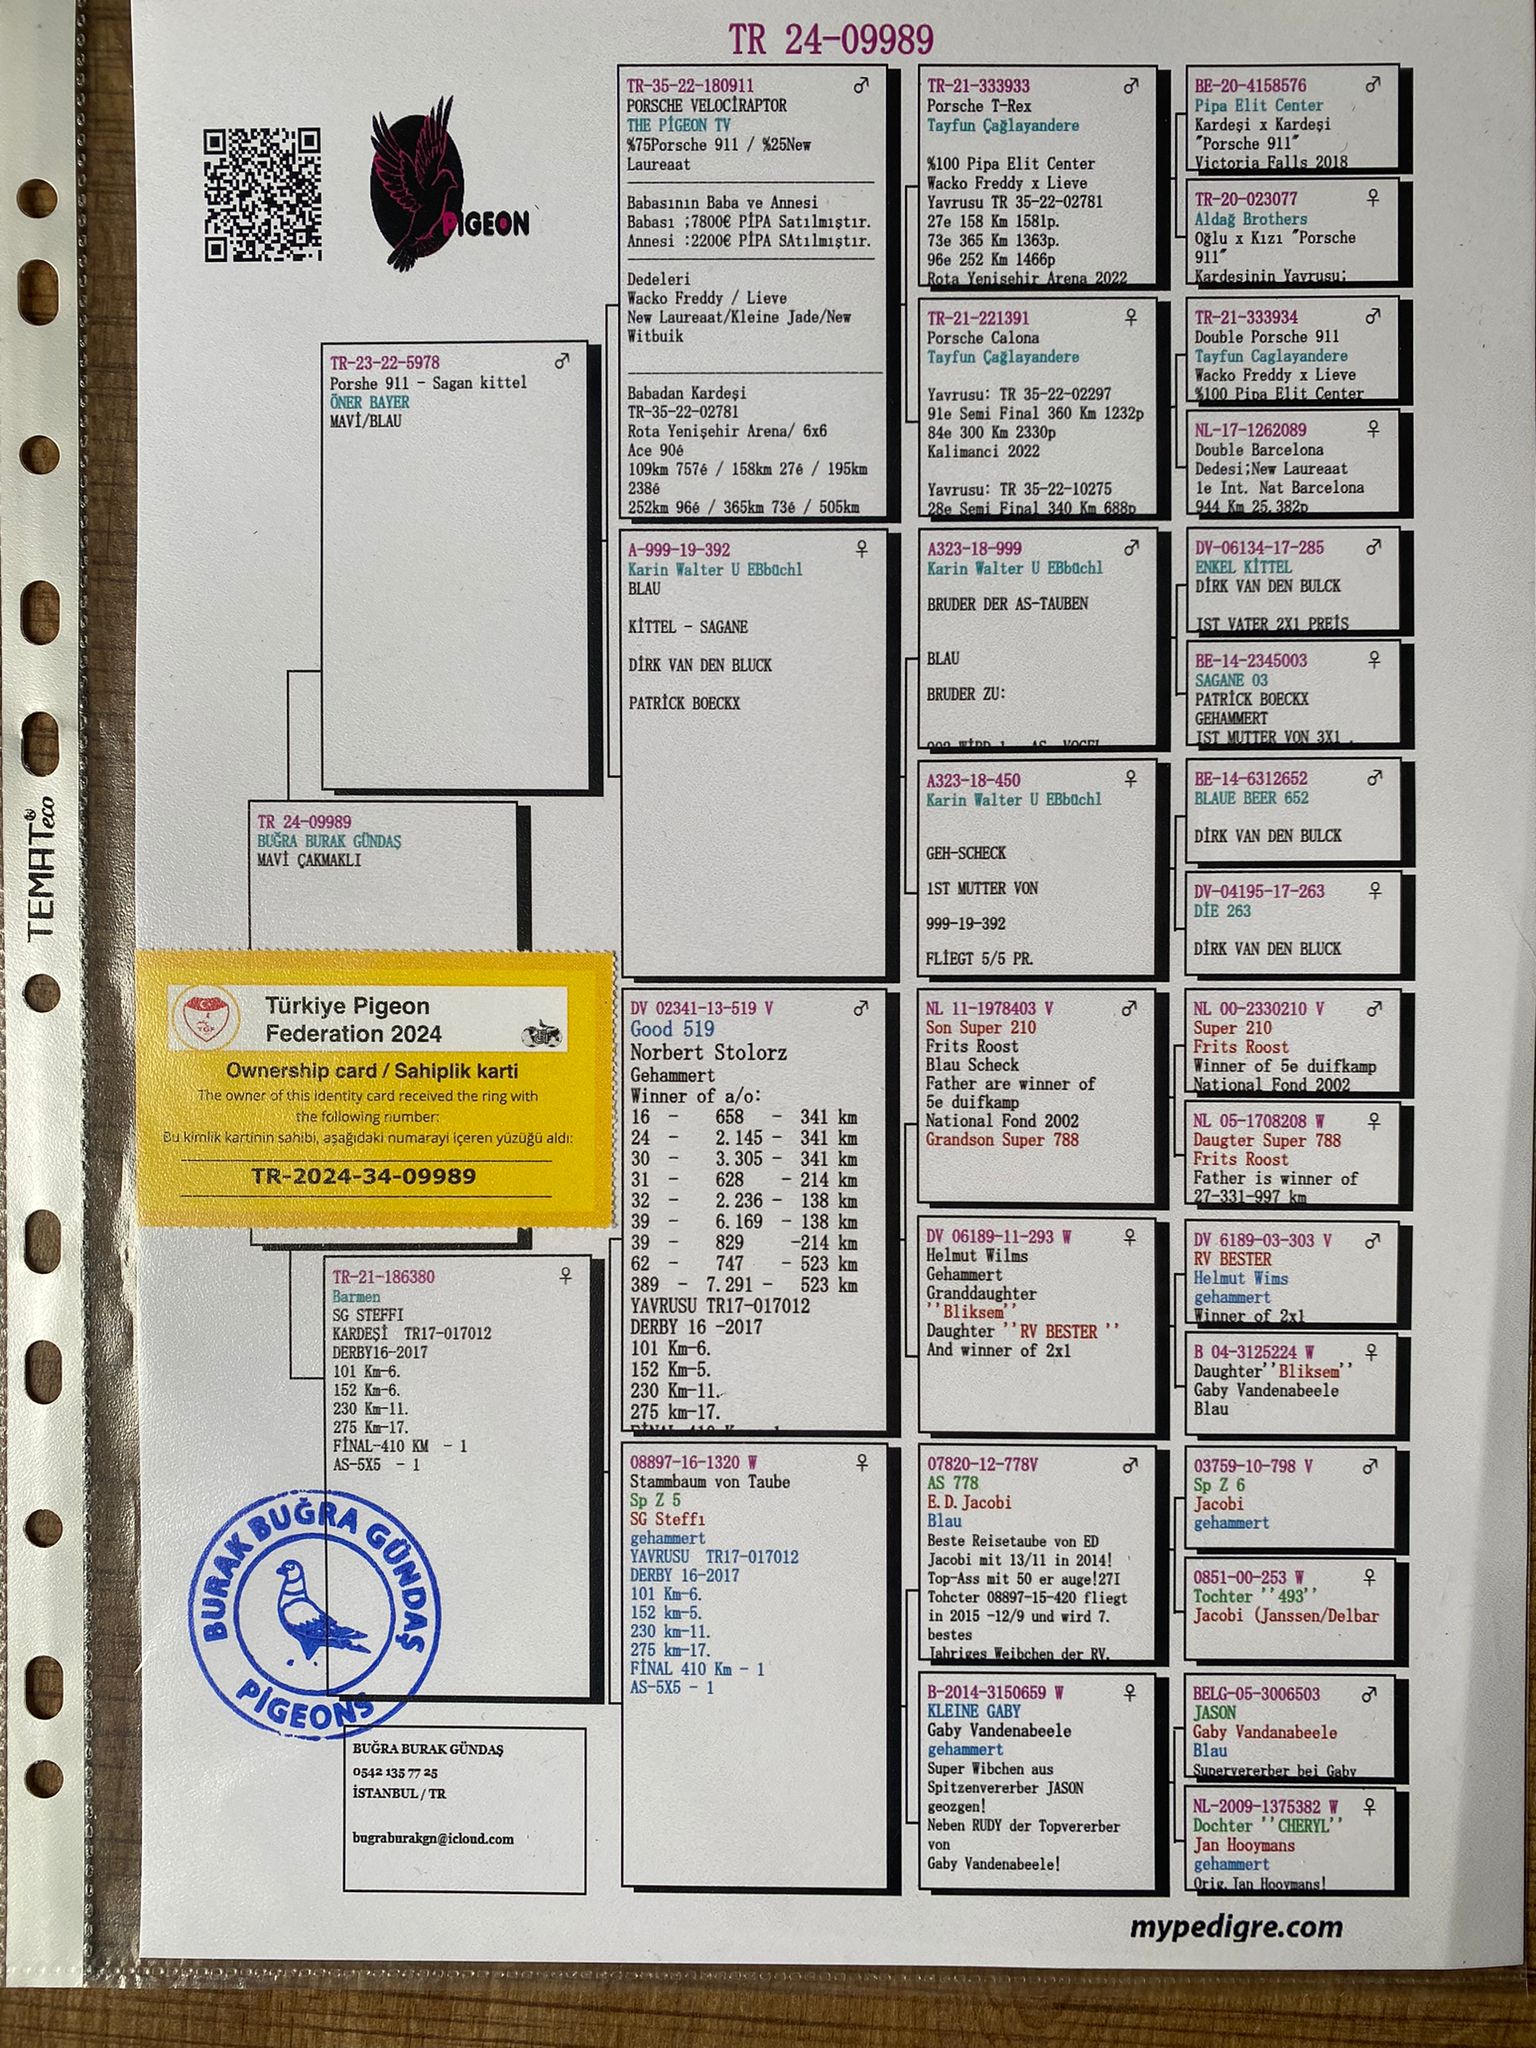 TR 24-09989
PİGEON
TR-35-22-180911 ♂
PORSCHE VELOCİRAPTOR
THE PİGEON TV
%75Porsche 911 / %25New
Laureaat
Babasının Baba ve Annesi
Babası ;7800€ PİPA Satılmıştır.
Annesi :2200€ PİPA SAtılmıştır.
Dedeleri
Wacko Freddy / Lieve
New Laureaat/Kleine Jade/New
Witbuik
Babadan Kardeşi
TR-35-22-02781
Rota Yenişehir Arena/ 6x6
Ace 90é
109km 757é / 158km 27é / 195km
238é
252km 96é / 365km 73é / 505km
TR-21-333933 ♂
Porsche T-Rex
Tayfun Çağlayandere
%100 Pipa Elit Center
Wacko Freddy x Lieve
Yavrusu TR 35-22-02781
27e 158 Km 1581p.
73e 365 Km 1363p.
96e 252 Km 1466p
Rota Yenisehir Arena 2022
BE-20-4158576 ♂
Pipa Elit Center
Kardeşi x Kardeşi
"Porsche 911"
Victoria Falls 2018
TR-20-023077 ♀
Aldağ Brothers
Oğlu x Kızı "Porsche
911"
Kardesinin Yavrusu;
TR-21-221391 ♀
Porsche Calona
Tayfun Çağlayandere
Yavrusu: TR 35-22-02297
91e Semi Final 360 Km 1232p
84e 300 Km 2330p
Kalimanci 2022
Yavrusu: TR 35-22-10275
28e Semi Final 340 Km 688p
TR-21-333934 ♂
Double Porsche 911
Tayfun Caglayandere
Wacko Freddy x Lieve
%100 Pipa Elit Center
NL-17-1262089 ♀
Double Barcelona
Dedesi;New Laureaat
1e Int. Nat Barcelona
944 Km 25.382p
TR-23-22-5978 ♂
Porshe 911 - Sagan kittel
ÖNER BAYER
MAVİ/BLAU
A-999-19-392 ♀
Karin Walter U EBbüchl
BLAU
KİTTEL - SAGANE
DİRK VAN DEN BLUCK
PATRİCK BOECKX
A323-18-999 ♂
Karin Walter U EBbüchl
BRUDER DER AS-TAUBEN
BLAU
BRUDER ZU:
DV-06134-17-285 ♂
ENKEL KİTTEL
DİRK VAN DEN BULCK
IST VATER 2X1 PREİS
BE-14-2345003 ♀
SAGANE 03
PATRİCK BOECKX
GEHAMMERT
IST MUTTER VON 3X1 .
A323-18-450 ♀
Karin Walter U EBbüchl
GEH-SCHECK
1ST MUTTER VON
999-19-392
FLİEGT 5/5 PR.
BE-14-6312652 ♂
BLAUE BEER 652
DİRK VAN DEN BULCK
DV-04195-17-263 ♀
DİE 263
DİRK VAN DEN BLUCK
TR 24-09989
BUĞRA BURAK GÜNDAŞ
MAVİ ÇAKMAKLI
TEMAT® eco
TGF
Türkiye Pigeon
Federation 2024
Ownership card / Sahiplik karti
The owner of this identity card received the ring with
the following number:
Bu kimlik kartinin sahibi, aşağıdaki numarayi içeren yüzüğü aldı:
TR-2024-34-09989
DV 02341-13-519 V ♂
Good 519
Norbert Stolorz
Gehammert
Winner of a/o:
16 - 658 - 341 km
24 - 2.145 - 341 km
30 - 3.305 - 341 km
31 - 628 - 214 km
32 - 2.236 - 138 km
39 - 6.169 - 138 km
39 - 829 -214 km
62 - 747 - 523 km
389 - 7.291 - 523 km
YAVRUSU TR17-017012
DERBY 16 -2017
101 Km-6.
152 Km-5.
230 Km-11.
275 km-17.
FİNAL-410 Km - 1
NL 11-1978403 V ♂
Son Super 210
Frits Roost
Blau Scheck
Father are winner of
5e duifkamp
National Fond 2002
Grandson Super 788
NL 00-2330210 V ♂
Super 210
Frits Roost
Winner of 5e duifkamp
National Fond 2002
NL 05-1708208 W ♀
Daugter Super 788
Frits Roost
Father is winner of
27-331-997 km
DV 06189-11-293 W ♀
Helmut Wilms
Gehammert
Granddaughter
''Bliksem''
Daughter ''RV BESTER ''
And winner of 2x1
DV 6189-03-303 V ♂
RV BESTER
Helmut Wims
gehammert
Winner of 2x1
B 04-3125224 W ♀
Daughter''Bliksem''
Gaby Vandenabeele
Blau
TR-21-186380 ♀
Barmen
SG STEFFI
KARDEŞİ TR17-017012
DERBY16-2017
101 Km-6.
152 Km-6.
230 Km-11.
275 Km-17.
FİNAL-410 KM - 1
AS-5X5 - 1
08897-16-1320 W ♀
Stammbaum von Taube
Sp Z 5
SG Steffı
gehammert
YAVRUSU TR17-017012
DERBY 16-2017
101 Km-6.
152 km-5.
230 km-11.
275 km-17.
FİNAL 410 Km - 1
AS-5X5 - 1
07820-12-778V ♂
AS 778
E.D.Jacobi
Blau
Beste Reisetaube von ED
Jacobi mit 13/11 in 2014!
Top-Ass mit 50 er auge!27I
Tohcter 08897-15-420 fliegt
in 2015 -12/9 und wird 7.
bestes
Jahriges Weibchen der RV.
03759-10-798 V ♂
Sp Z 6
Jacobi
gehammert
0851-00-253 W ♀
Tochter ''493''
Jacobi (Janssen/Delbar
B-2014-3150659 W ♀
KLEINE GABY
Gaby Vandenabeele
gehammert
Super Wibchen aus
Spitzenvererber JASON
geozgen!
Neben RUDY der Topvererber
von
Gaby Vandenabeele!
BELG-05-3006503 ♂
JASON
Gaby Vandanabeele
Blau
Supervererber bei Gaby
NL-2009-1375382 W ♀
Dochter ''CHERYL''
Jan Hooymans
gehammert
Orig.Jan Hooymans!
BURAK BUĞRA GÜNDAŞ
PİGEONS
BUĞRA BURAK GÜNDAŞ
0542 135 77 25
İSTANBUL / TR
bugraburakgn@icloud.com
mypedigre.com